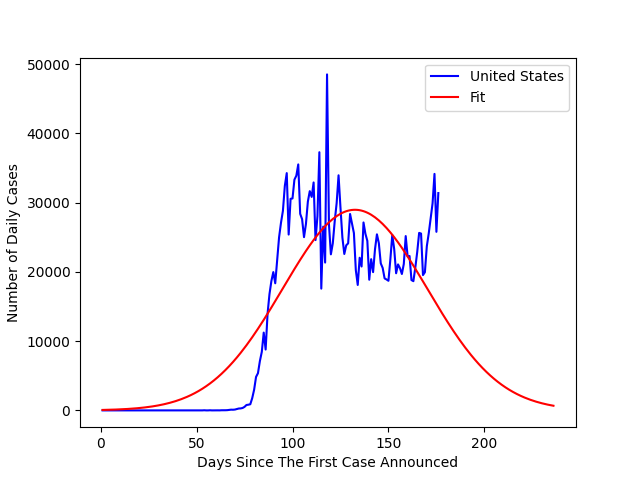 United States
Fit
50000
40000
30000
20000
10000
0
Number of Daily Cases
0
50
100
150
200
Days Since The First Case Announced